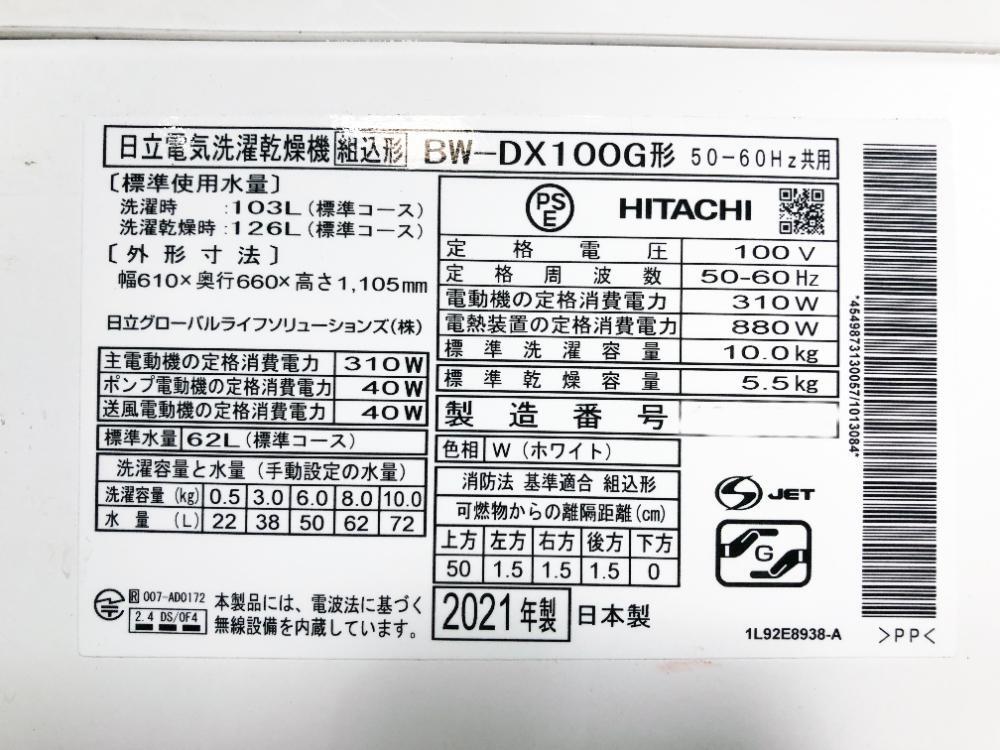 日立電気洗濯乾燥機 組込形 BW-DX100G形 50-60Hz共用
〔標準使用水量〕
洗濯時 :103L(標準コース)
洗濯乾燥時:126L(標準コース)
〔外形寸法〕
幅610×奥行660×高さ1,105mm
日立グローバルライフソリューションズ(株)
主電動機の定格消費電力 310W
ポンプ電動機の定格消費電力 40W
送風電動機の定格消費電力 40W
標準水量 62L(標準コース)
洗濯容量と水量(手動設定の水量)
洗濯容量(kg) 0.5 3.0 6.0 8.0 10.0
水量(L) 22 38 50 62 72
R 007-AD0172
2.4 DS/OF4
本製品には、電波法に基づく
無線設備を内蔵しています。
PSE HITACHI
定格電圧 100V
定格周波数 50-60Hz
電動機の定格消費電力 310W
電熱装置の定格消費電力 880W
標準洗濯容量 10.0kg
標準乾燥容量 5.5kg
製造番号
色相 W(ホワイト)
消防法 基準適合 組込形
可燃物からの離隔距離(cm)
上方 左方 右方 後方 下方
50 1.5 1.5 1.5 0
2021年製 日本製
S JET
G
1L92E8938-A
>PP<
*4549873130057/1013084*